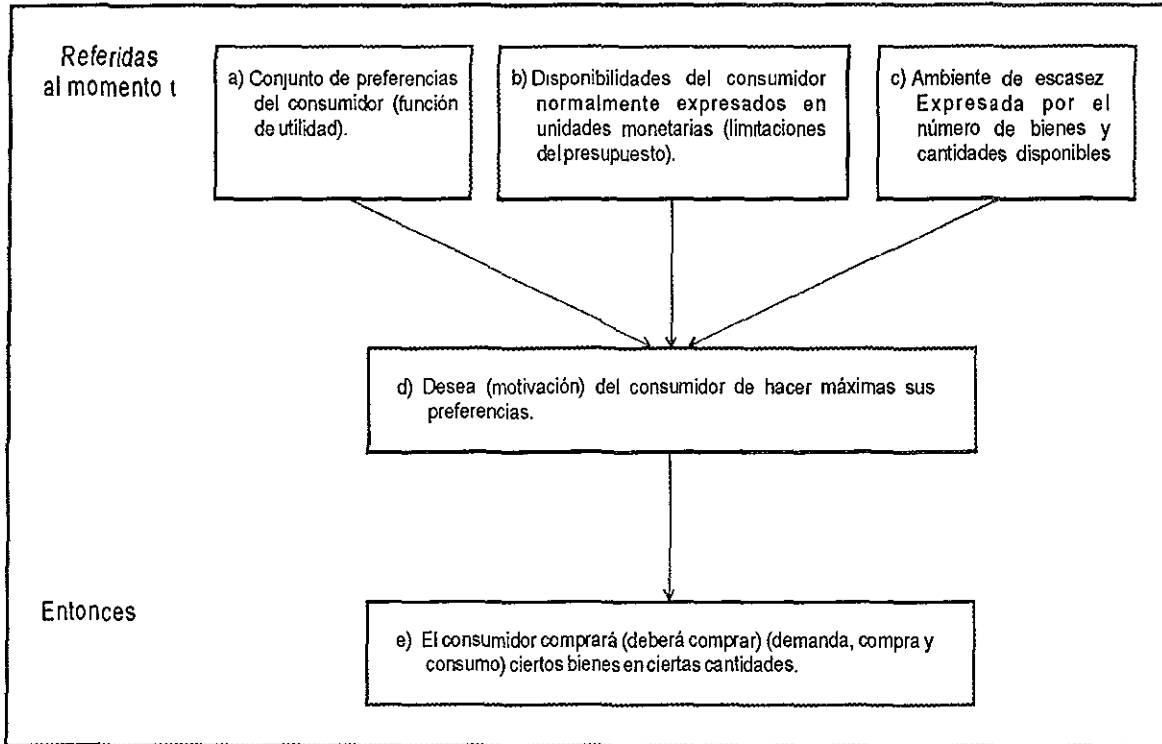 Referidas
al momento t
a) Conjunto de preferencias
del consumidor (función
de utilidad).
b) Disponibilidades del consumidor
normalmente expresados en
unidades monetarias (limitaciones
del presupuesto).
c) Ambiente de escasez
Expresada por el
número de bienes y
cantidades disponibles
d) Desea (motivación) del consumidor de hacer máximas sus
preferencias.
Entonces
e) El consumidor comprará (deberá comprar) (demanda, compra y
consumo) ciertos bienes en ciertas cantidades.